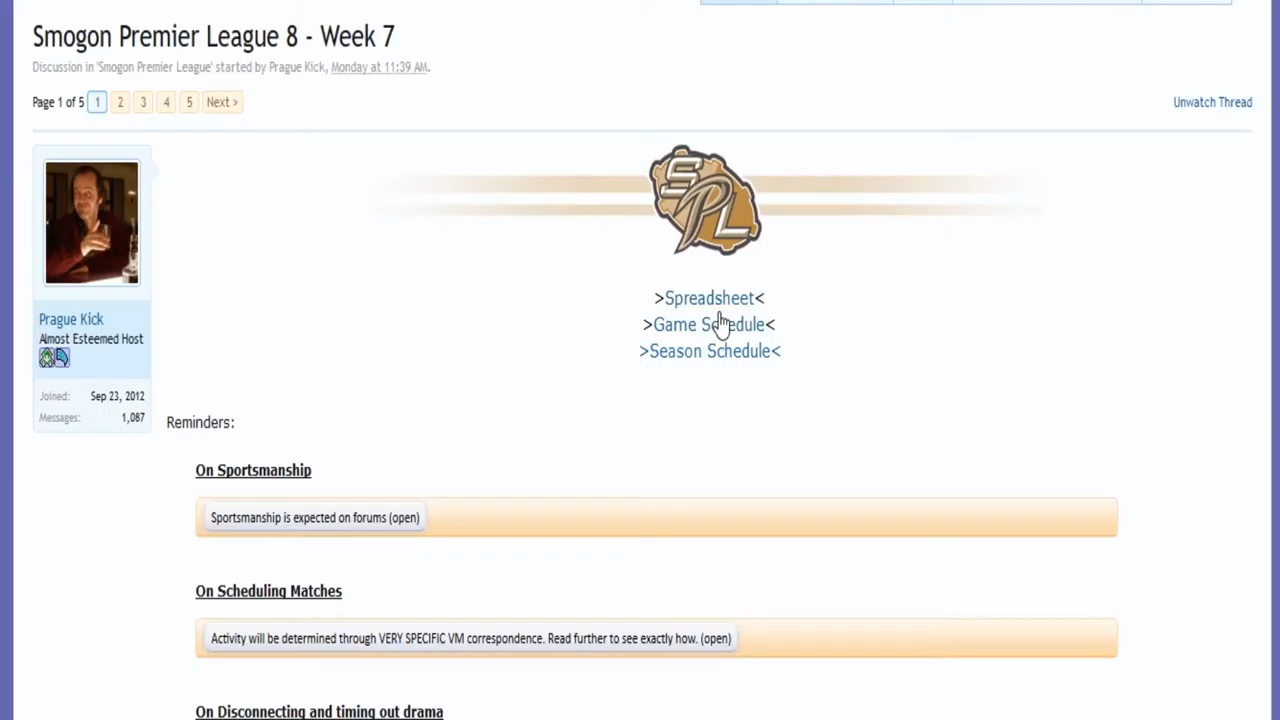 Smogon Premier League 8 - Week 7
Discussion in 'Smogon Premier League' started by Prague Kick, Monday at 11:39 AM.
Page 1 of 5 1 2 3 4 5 Next >
Unwatch Thread
SPL
>Spreadsheet<
>Game Schedule<
>Season Schedule<
Prague Kick
Almost Esteemed Host
Joined: Sep 23, 2012
Messages: 1,087
Reminders:
On Sportsmanship
Sportsmanship is expected on forums (open)
On Scheduling Matches
Activity will be determined through VERY SPECIFIC VM correspondence. Read further to see exactly how. (open)
On Disconnecting and timing out drama